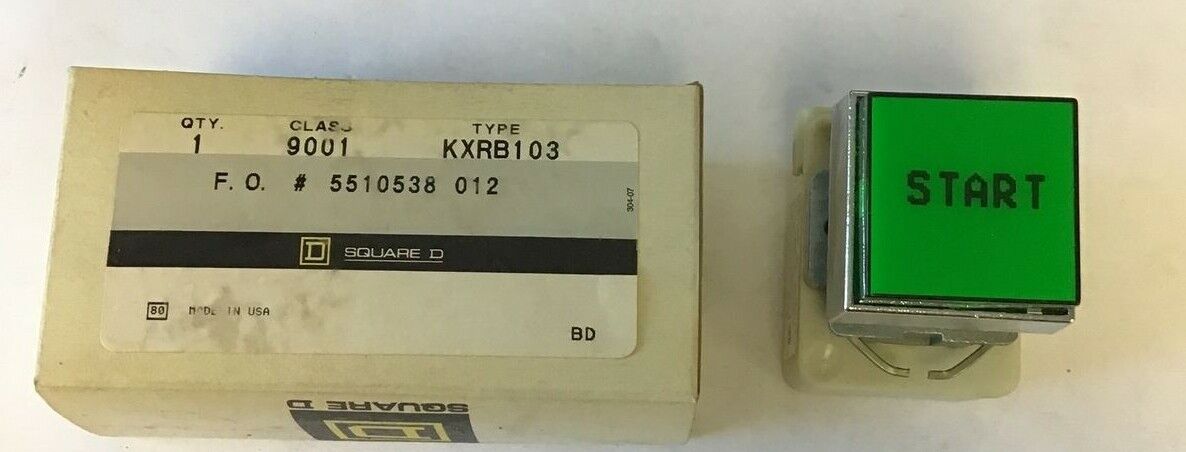 QTY. CLASS TYPE
1 9001 KXRB103
F. O. # 5510538 012
304-07
D SQUARE D
80 MADE IN USA
BD
SQUARE D
D
START